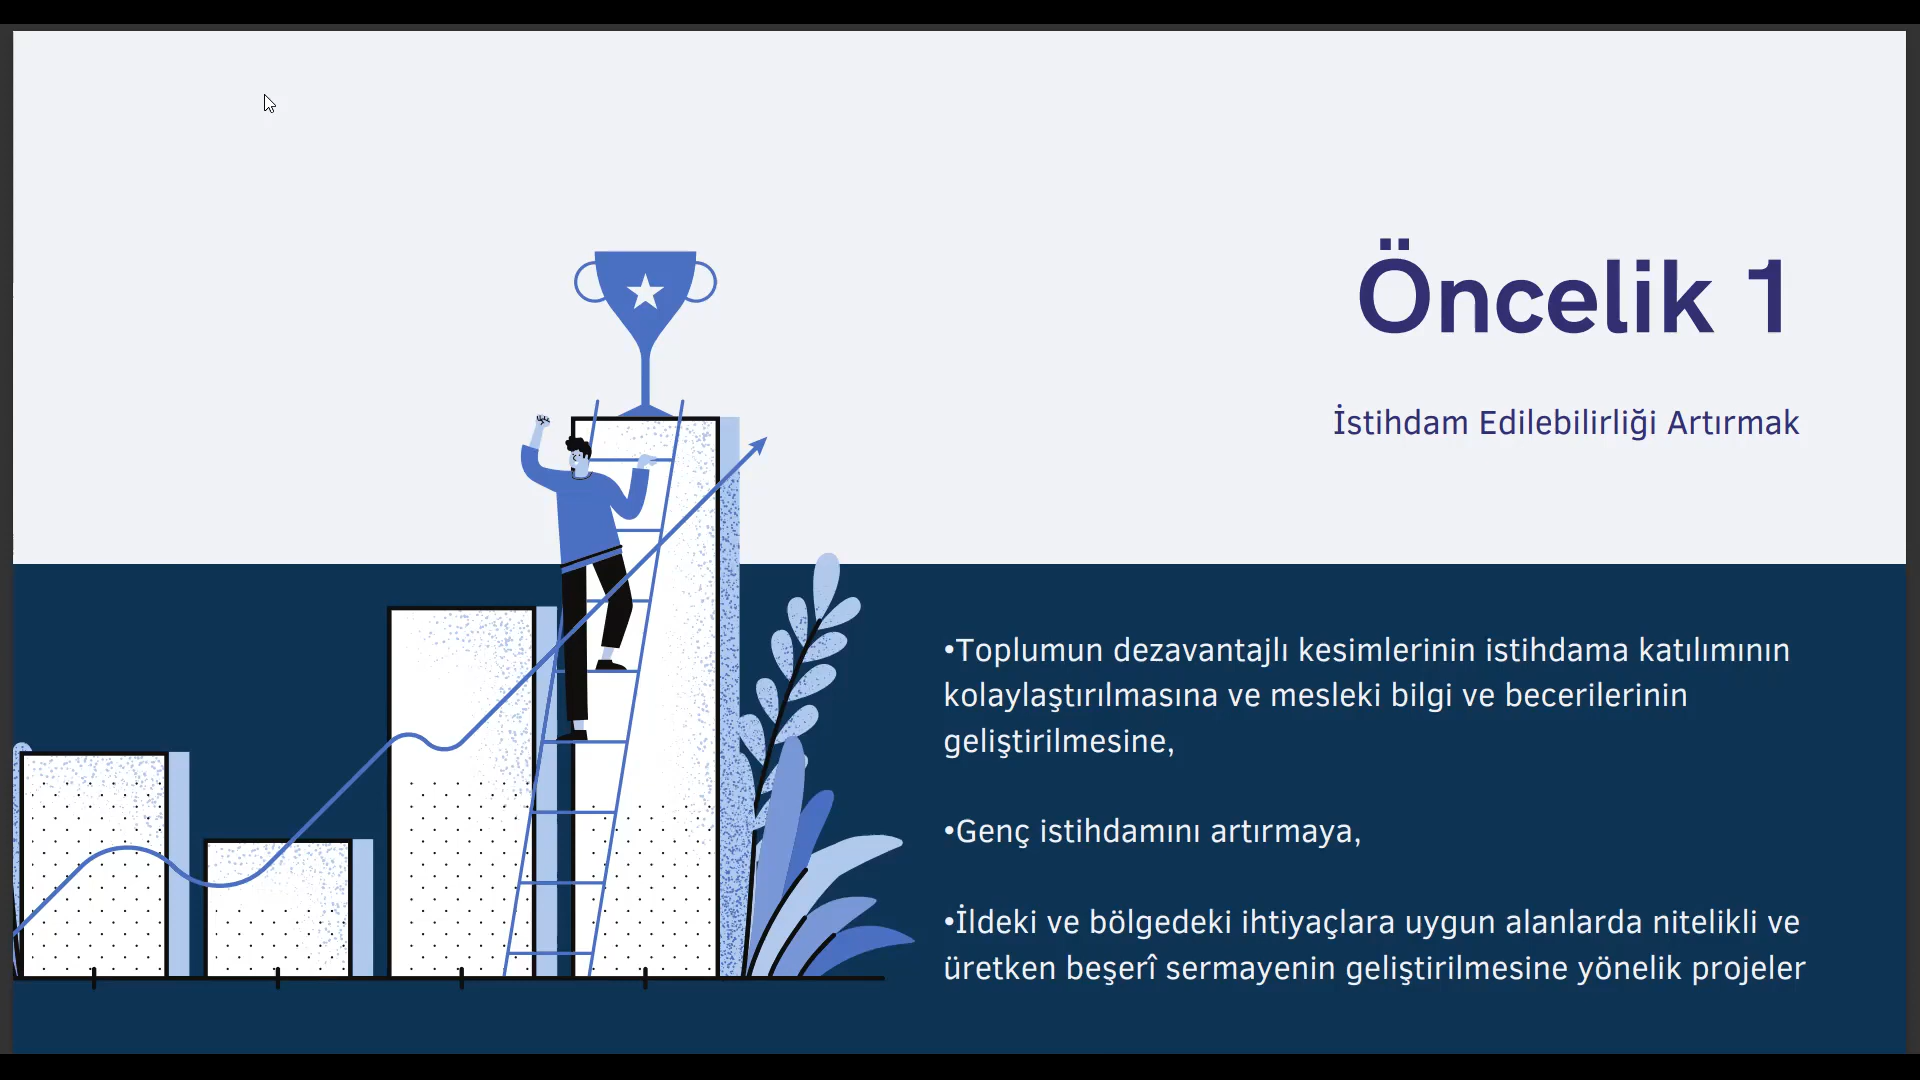 Öncelik 1
İstihdam Edilebilirliği Artırmak
•Toplumun dezavantajlı kesimlerinin istihdama katılımının
kolaylaştırılmasına ve mesleki bilgi ve becerilerinin
geliştirilmesine,
•Genç istihdamını artırmaya,
•İldeki ve bölgedeki ihtiyaçlara uygun alanlarda nitelikli ve
üretken beşerî sermayenin geliştirilmesine yönelik projeler